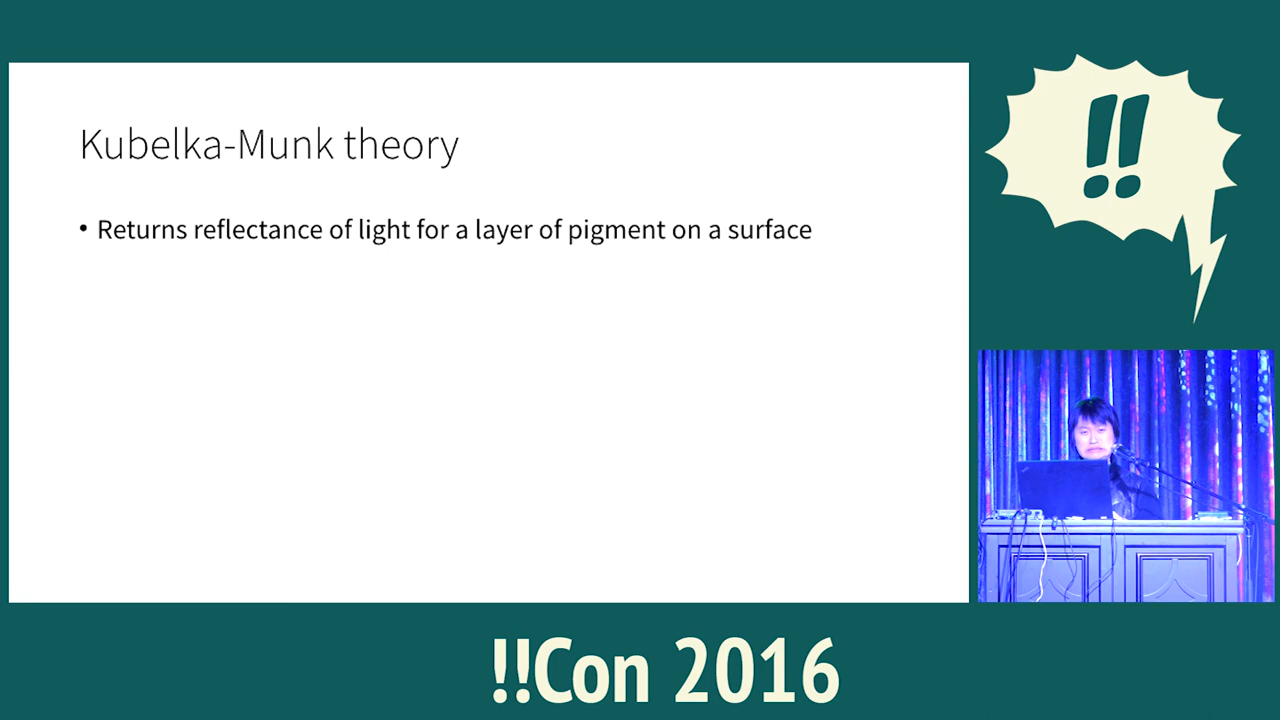 Kubelka-Munk theory
• Returns reflectance of light for a layer of pigment on a surface
!!
!!Con 2016